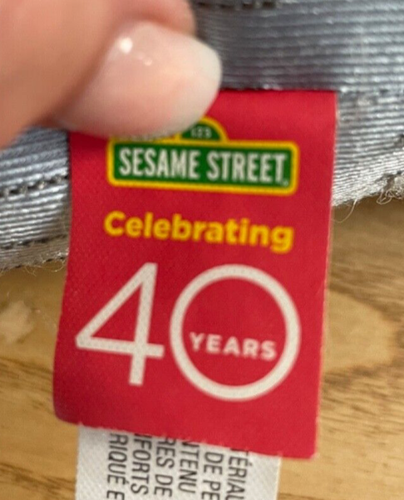 123
SESAME STREET
Celebrating
40
YEARS